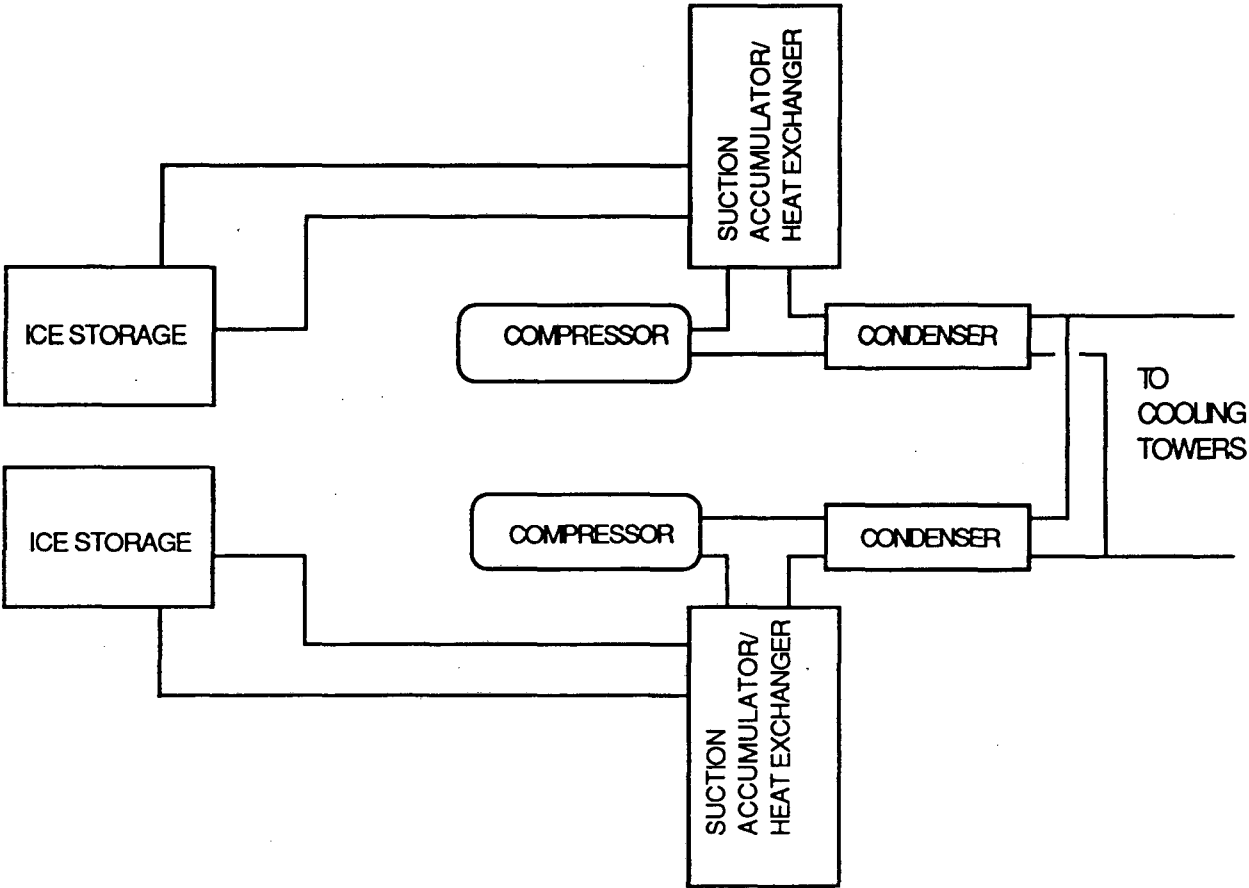 SUCTION
ACCUMULATOR/
HEAT EXCHANGER
ICE STORAGE
COMPRESSOR
CONDENSER
TO
COOLING
TOWERS
ICE STORAGE
COMPRESSOR
CONDENSER
SUCTION
ACCUMULATOR/
HEAT EXCHANGER